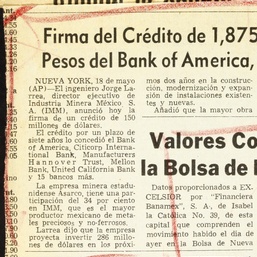 Firma del Crédito de 1,875
Pesos del Bank of America,
NUEVA YORK, 18 de mayo
(AP)—El ingeniero Jorge La-
rrea, director ejecutivo de
Industria Minera México S.
A. (IMM), anunció hoy la
firma de un crédito de 150
millones de dólares.
El crédito por un plazo de
siete años lo concedió el Bank
of America, Citicorp Interna-
tional Bank, Manufacturers
Hannover Trust, Mellon
Bank, United California Bank
y 15 bancos más.
La empresa minera estadu-
nidense Asarco, tiene una par-
ticipación del 34 por ciento
en IMM, que es el mayor
productor mexicano de meta-
les preciosos y no-ferrosos.
Larrea dijo que la empresa
proyecta invertir 286 millo-
nes de dólares en los próxi-
mos dos años en la construc-
ción, modernización y expan-
sión de instalaciones existen-
tes y nuevas.
Añadió que la mayor obra
Valores Co
la Bolsa de
Datos proporcionados a EX-
CELSIOR por "Financiera
Banamex", S. A., de Isabel
la Católica No. 39, de esta
capital que comprenden el
movimiento habido el día de
ayer en la Bolsa de Nueva